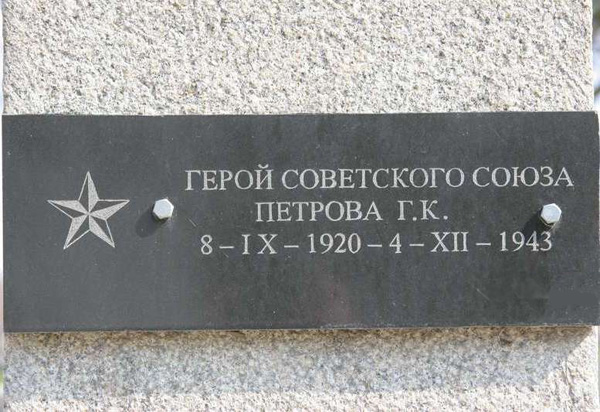 ГЕРОЙ СОВЕТСКОГО СОЮЗА
ПЕТРОВА Г.К.
8 – IX – 1920 – 4 – XII – 1943